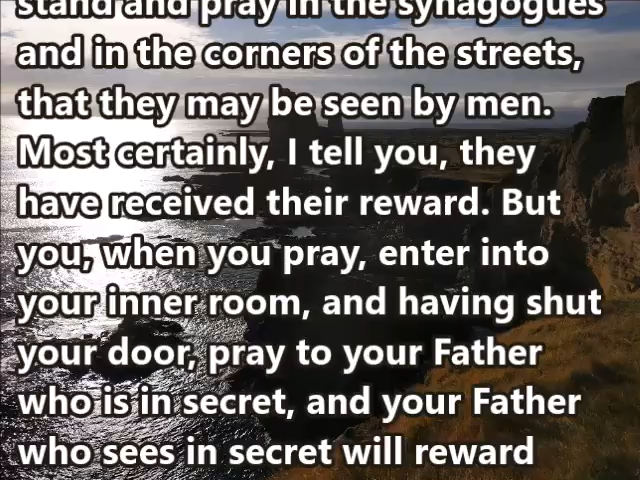 stand and pray in the synagogues
and in the corners of the streets,
that they may be seen by men.
Most certainly, I tell you, they
have received their reward. But
you, when you pray, enter into
your inner room, and having shut
your door, pray to your Father
who is in secret, and your Father
who sees in secret will reward